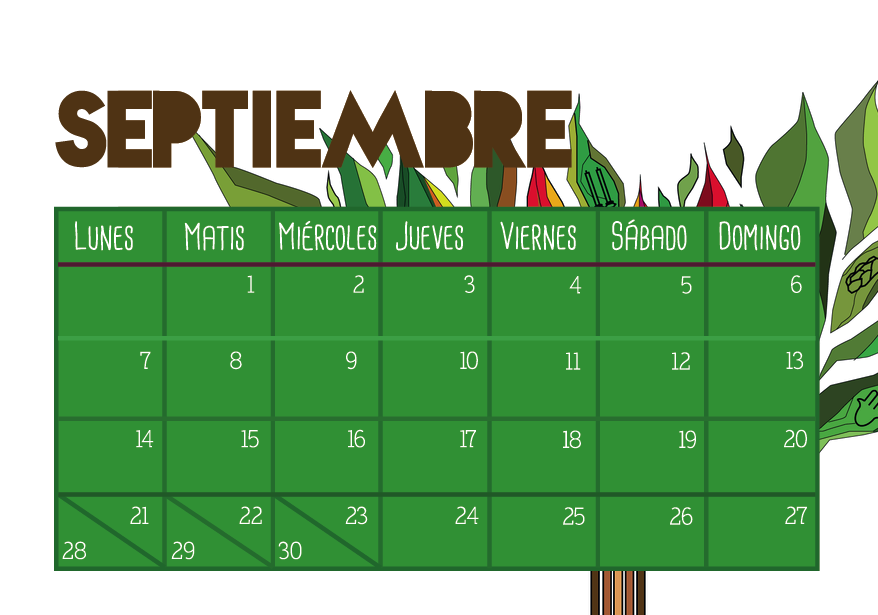 SEPTIEMBRE
LUNES MATIS MIÉRCOLES JUEVES VIERNES SÁBADO DOMINGO
1 2 3 4 5 6
7 8 9 10 11 12 13
14 15 16 17 18 19 20
21 22 23 24 25 26 27
28 29 30